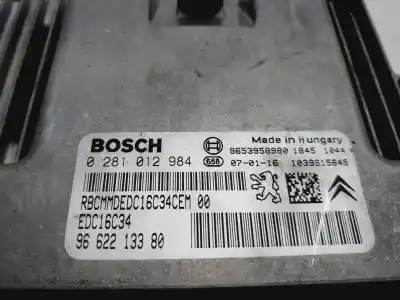 BOSCH
Made in Hungary
9653958980 1845 1044
0 281 012 984 658 07-01-16 1039S15645
RBCMMDEDC16C34CEM 00
EDC16C34
96 622 133 80